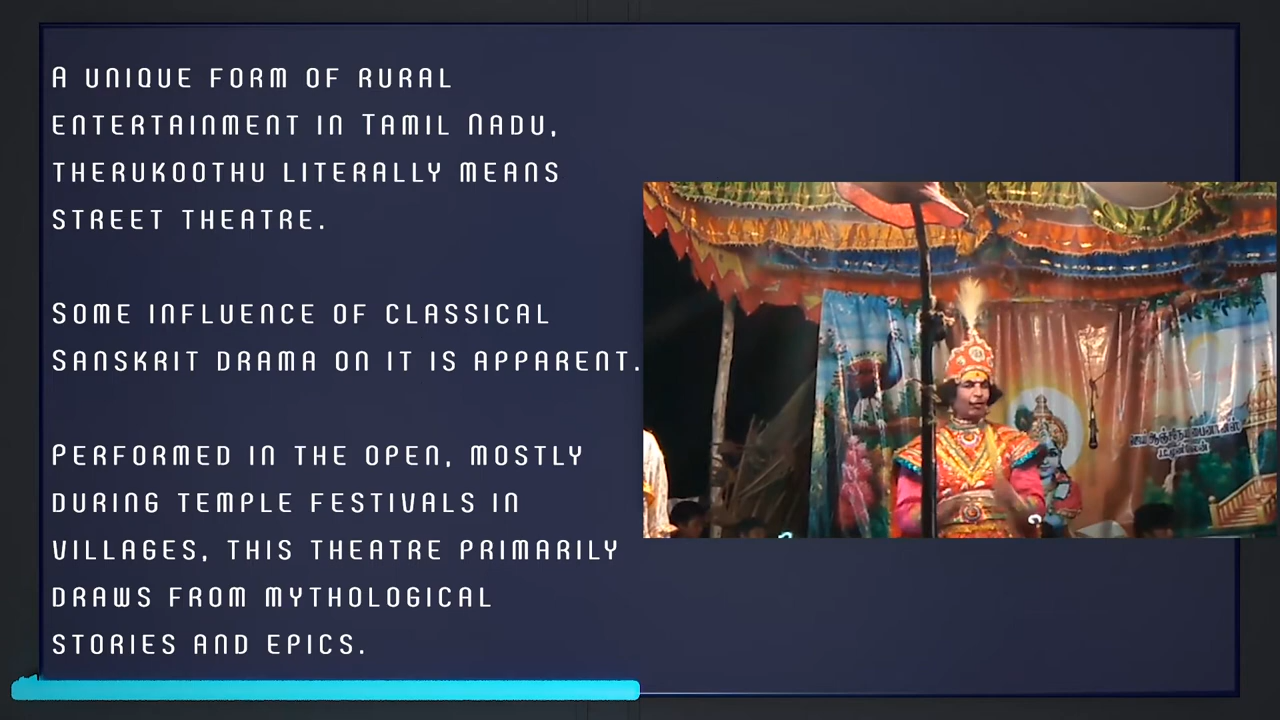 A unique form of rural
entertainment in Tamil Nadu,
therukoothu literally means
street theatre.
Some influence of classical
Sanskrit drama on it is apparent.
Performed in the open, mostly
during temple festivals in
villages, this theatre primarily
draws from mythological
stories and epics.